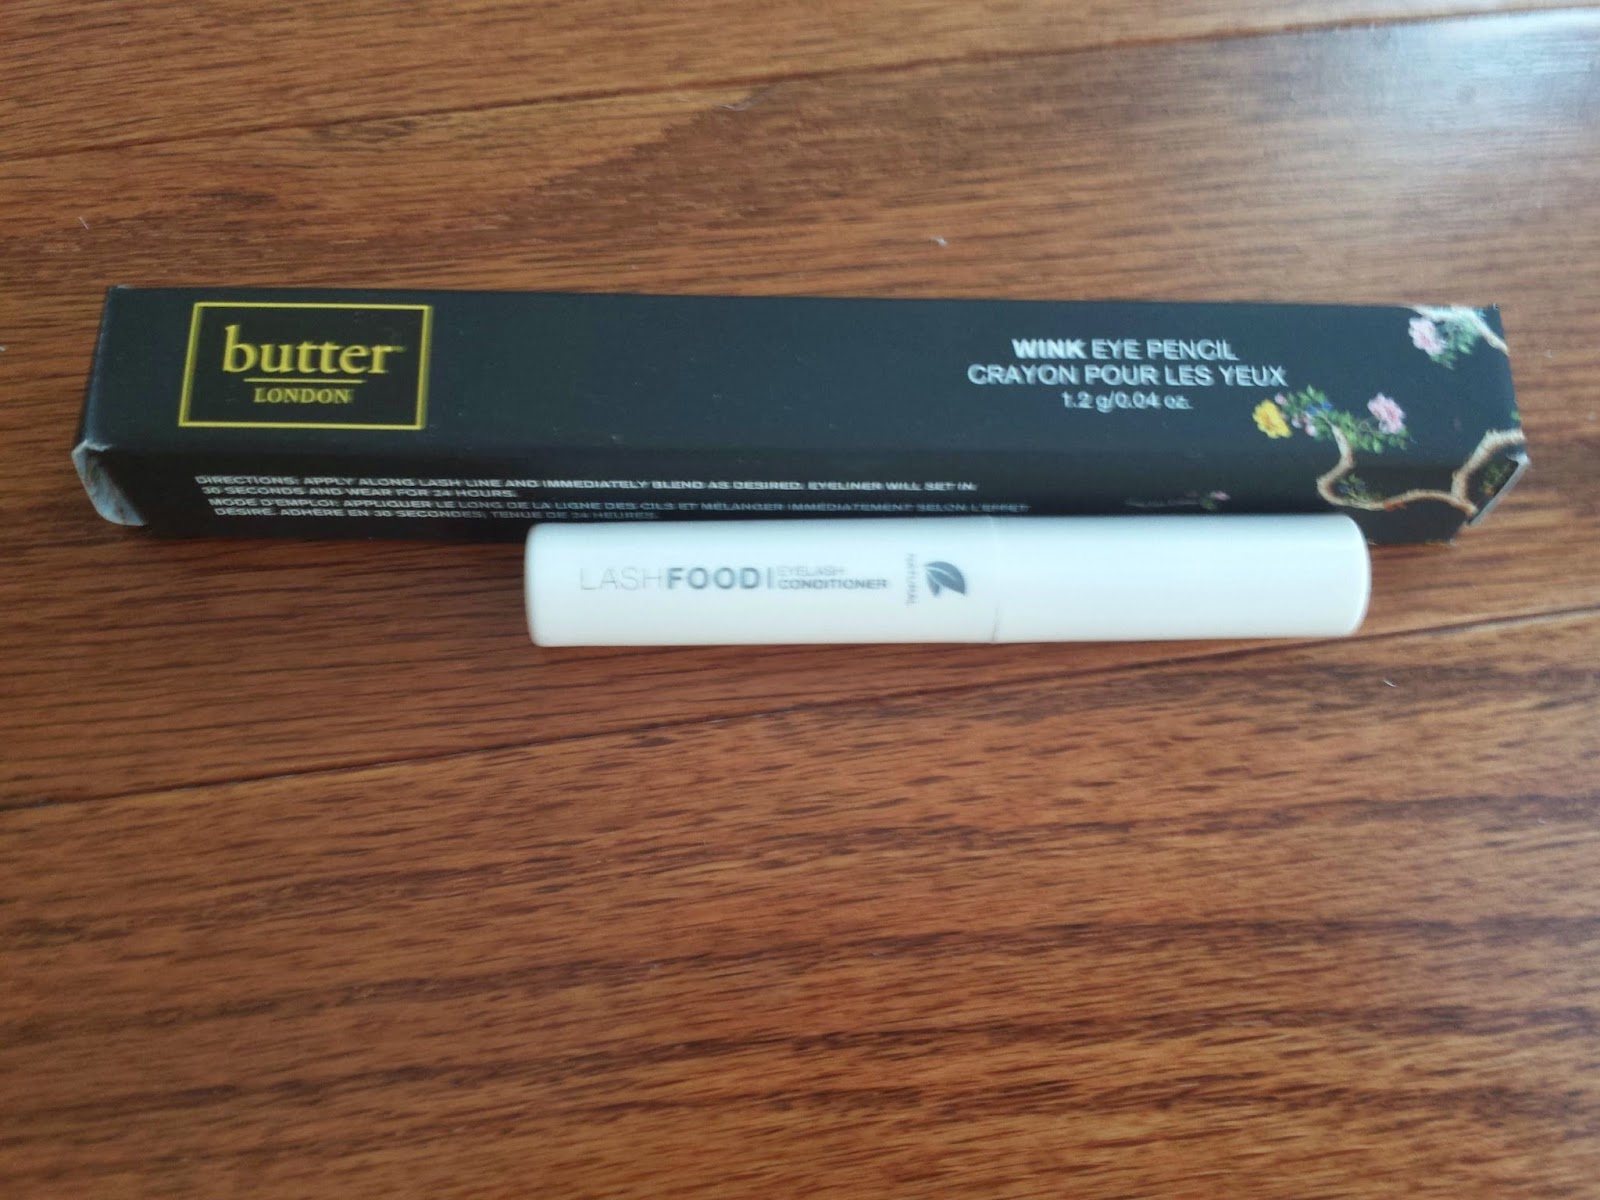 butter
LONDON
WINK EYE PENCIL
CRAYON POUR LES YEUX
1.2 g/0.04 oz.
DIRECTIONS: APPLY ALONG LASH LINE AND IMMEDIATELY BLEND AS DESIRED. EYELINER WILL SET IN
30 SECONDS AND WEAR FOR 24 HOURS.
MODE D'EMPLOI: APPLIQUER LE LONG DE LA LIGNE DES CILS ET MÉLANGER IMMÉDIATEMENT SELON L'EFFET
DÉSIRÉ. ADHÈRE EN 30 SECONDES; TENUE DE 24 HEURES.
LASHFOOD|
EYELASH
CONDITIONER
NATURAL